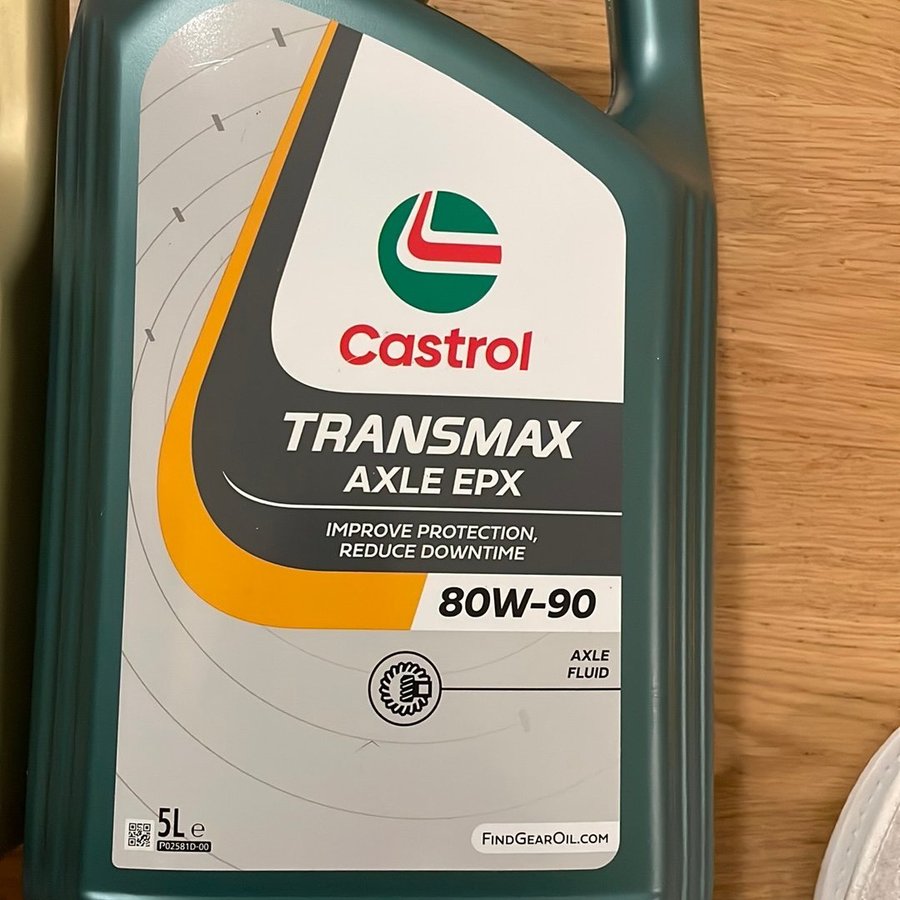 Castrol
TRANSMAX
AXLE EPX
IMPROVE PROTECTION,
REDUCE DOWNTIME
80W-90
AXLE
FLUID
5L e
P02581D-00
FINDGEAROIL.COM